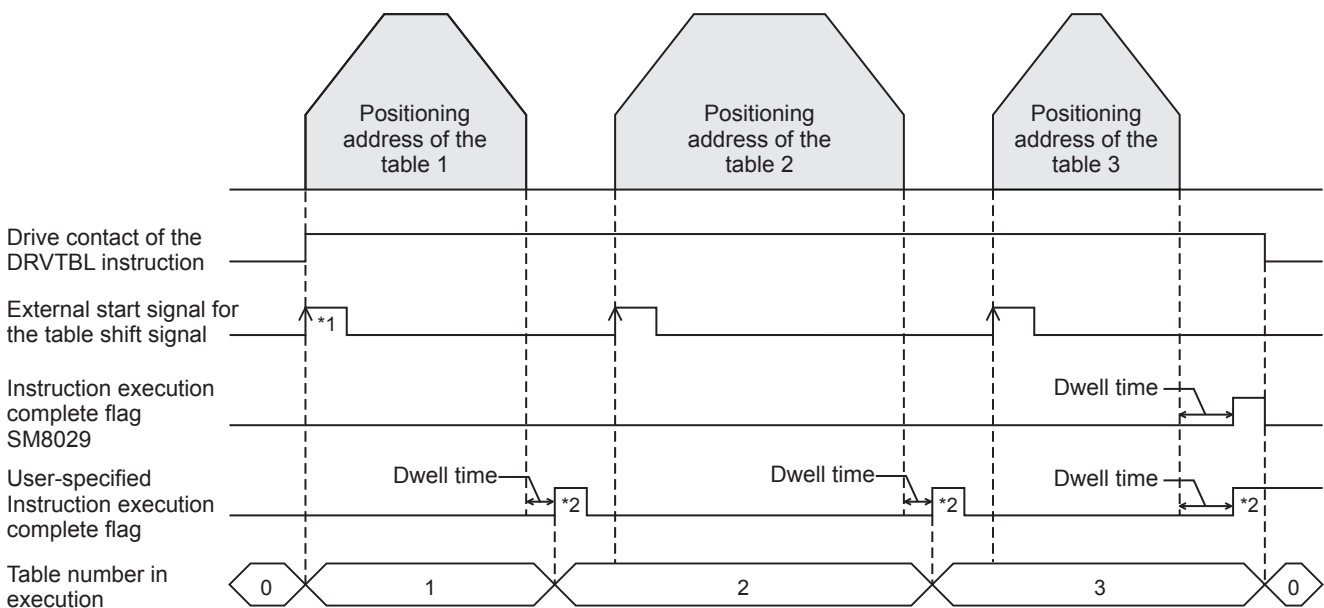 Positioning
address of the
table 1
Positioning
address of the
table 2
Positioning
address of the
table 3
Drive contact of the
DRVTBL instruction
External start signal for
the table shift signal
*1
Instruction execution
complete flag
SM8029
Dwell time
User-specified
Instruction execution
complete flag
Dwell time
*2
Dwell time
*2
Dwell time
*2
Table number in
execution
0
1
2
3
0